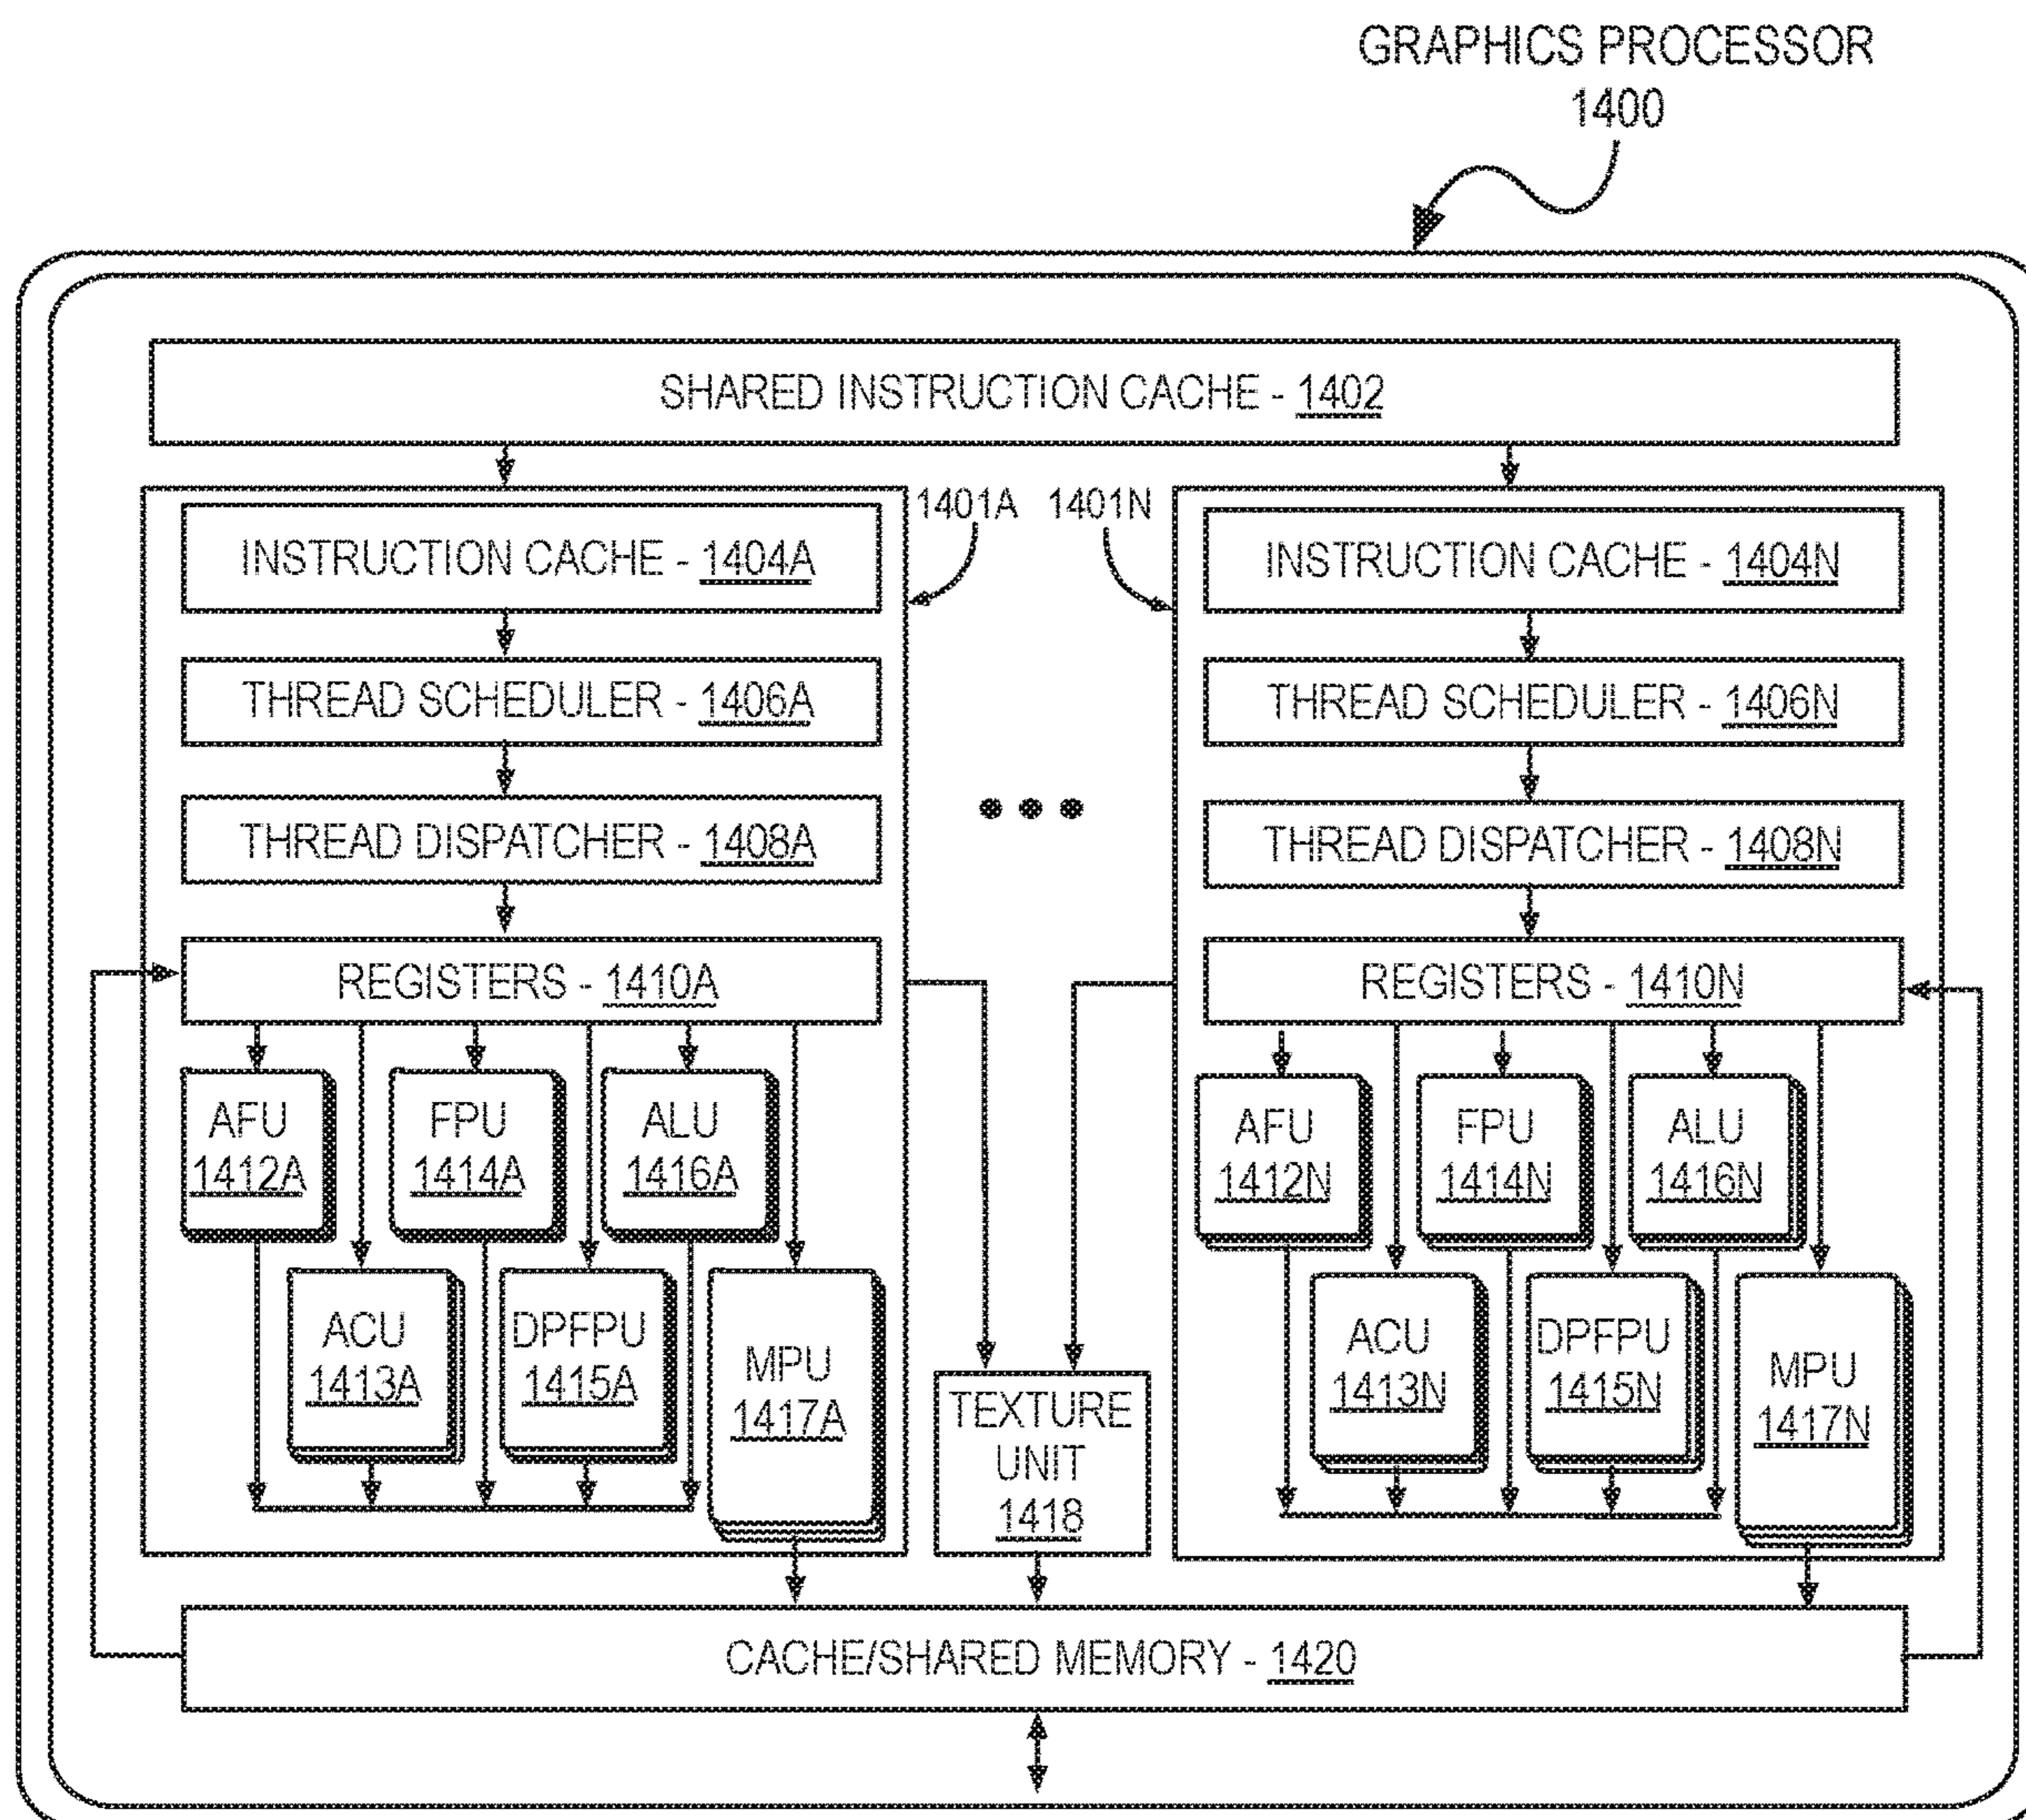 GRAPHICS PROCESSOR
1400
SHARED INSTRUCTION CACHE - 1402
1401A
1401N
INSTRUCTION CACHE - 1404A
THREAD SCHEDULER - 1406A
THREAD DISPATCHER - 1408A
REGISTERS - 1410A
AFU
1412A
FPU
1414A
ALU
1416A
ACU
1413A
DPFPU
1415A
MPU
1417A
TEXTURE
UNIT
1418
INSTRUCTION CACHE - 1404N
THREAD SCHEDULER - 1406N
THREAD DISPATCHER - 1408N
REGISTERS - 1410N
AFU
1412N
FPU
1414N
ALU
1416N
ACU
1413N
DPFPU
1415N
MPU
1417N
CACHE/SHARED MEMORY - 1420